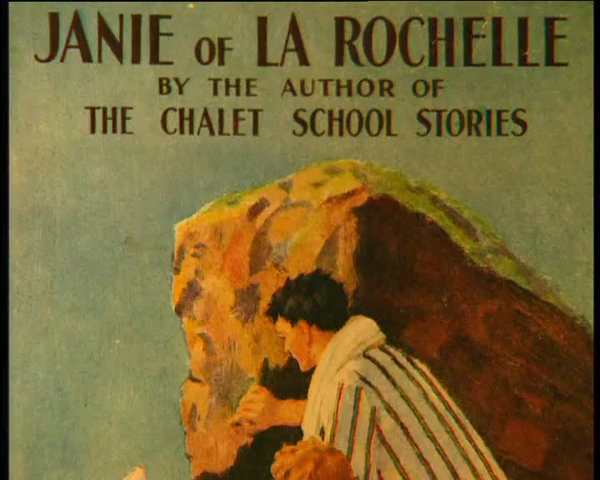 JANIE OF LA ROCHELLE
BY THE AUTHOR OF
THE CHALET SCHOOL STORIES